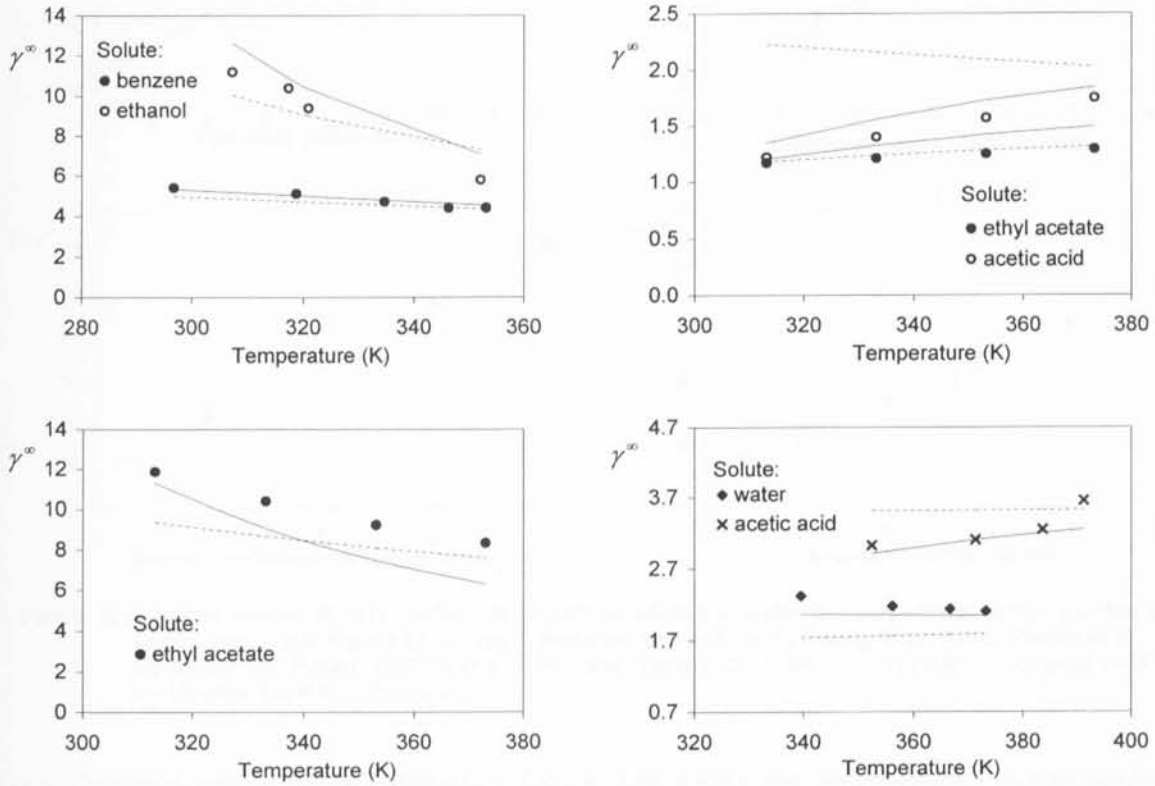 14
12
10
8
6
4
2
0
γ∞
Solute:
benzene
ethanol
280 300 320 340 360
Temperature (K)
2.5
2.0
1.5
1.0
0.5
0.0
γ∞
Solute:
ethyl acetate
acetic acid
300 320 340 360 380
Temperature (K)
14
12
10
8
6
4
2
0
γ∞
Solute:
ethyl acetate
300 320 340 360 380
Temperature (K)
4.7
3.7
2.7
1.7
0.7
γ∞
Solute:
water
acetic acid
320 340 360 380 400
Temperature (K)